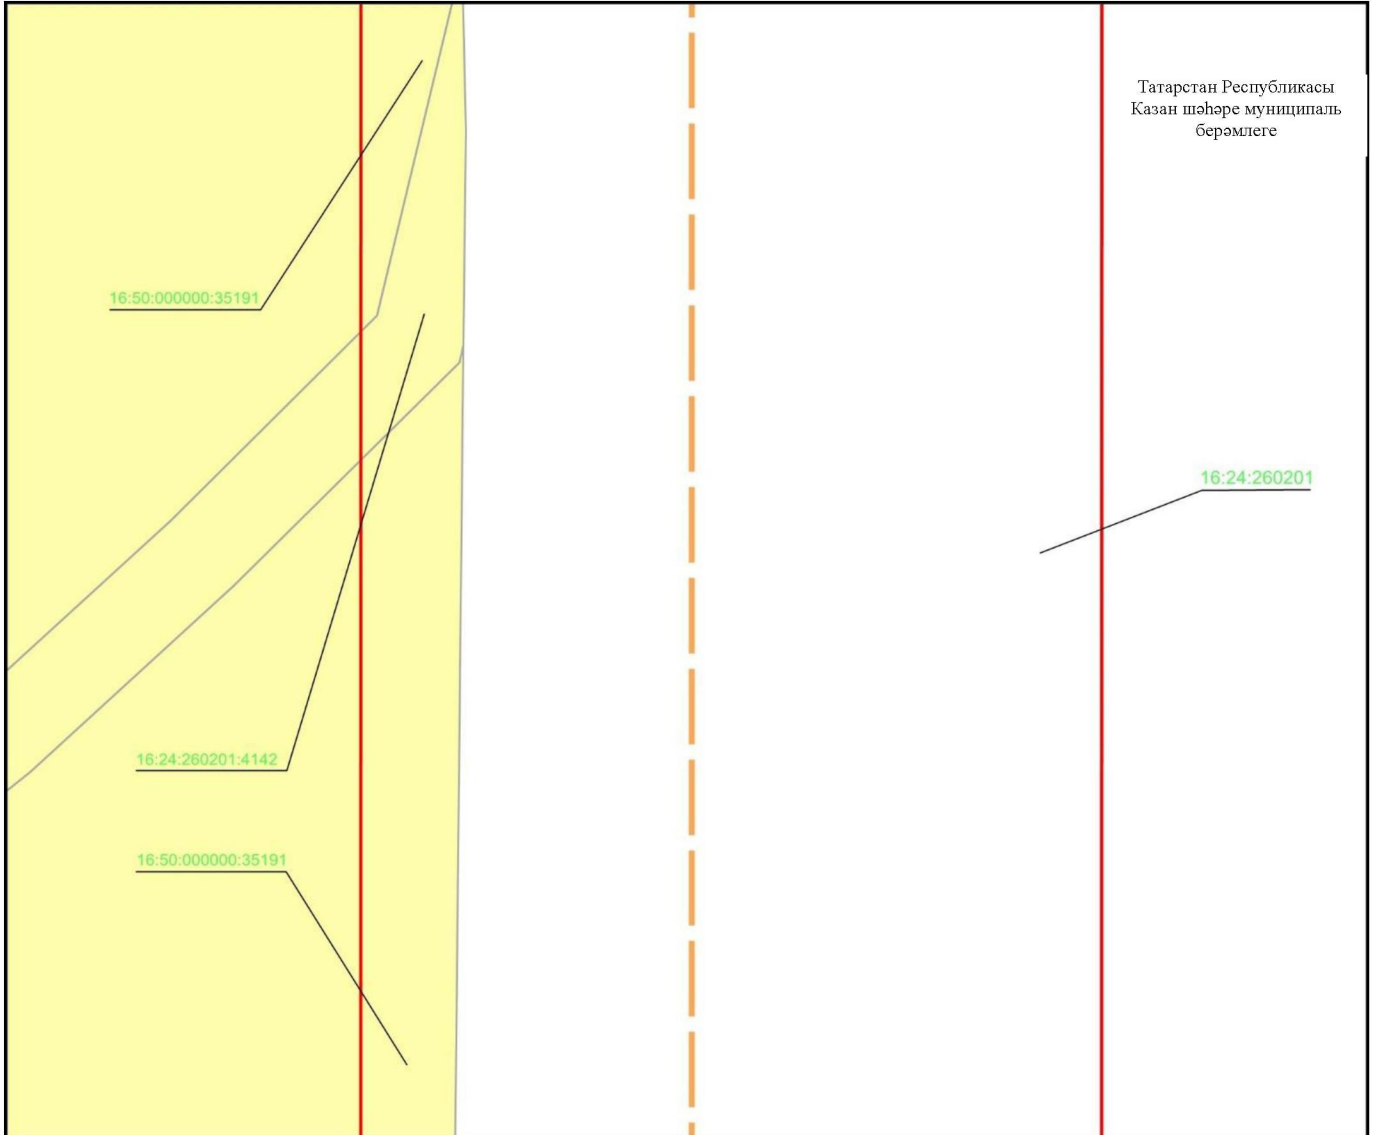 Татарстан Республикасы
Казан шәһәре муниципаль
берәмлеге
16:50:000000:35191
16:24:260201
16:24:260201:4142
16:50:000000:35191